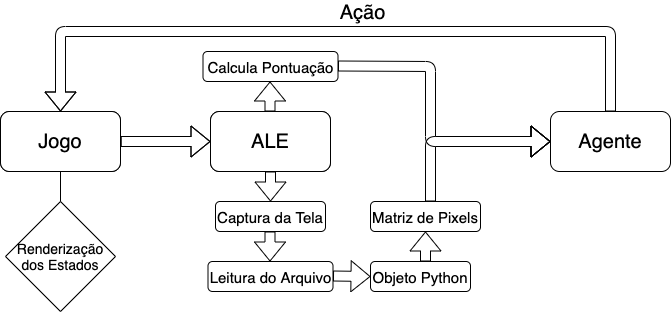 Ação
Calcula Pontuação
Jogo
ALE
Agente
Captura da Tela
Matriz de Pixels
Renderização
dos Estados
Leitura do Arquivo
Objeto Python